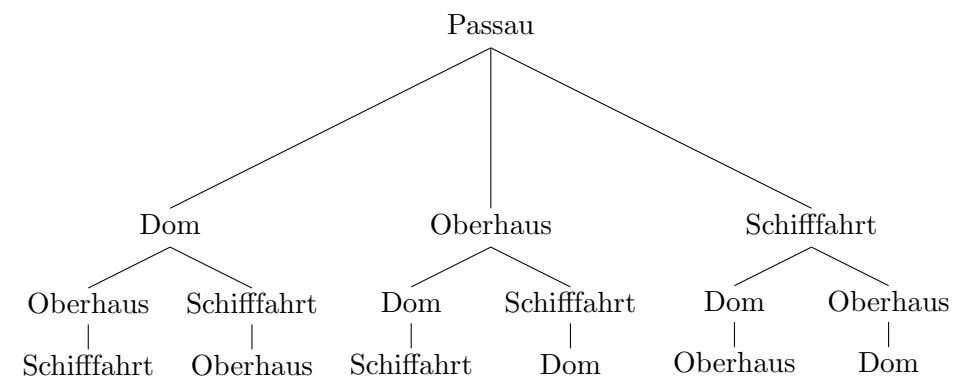 Passau
Dom Oberhaus Schifffahrt
Oberhaus Schifffahrt Dom Schifffahrt Dom Oberhaus
Schifffahrt Oberhaus Schiffahrt Dom Oberhaus Dom